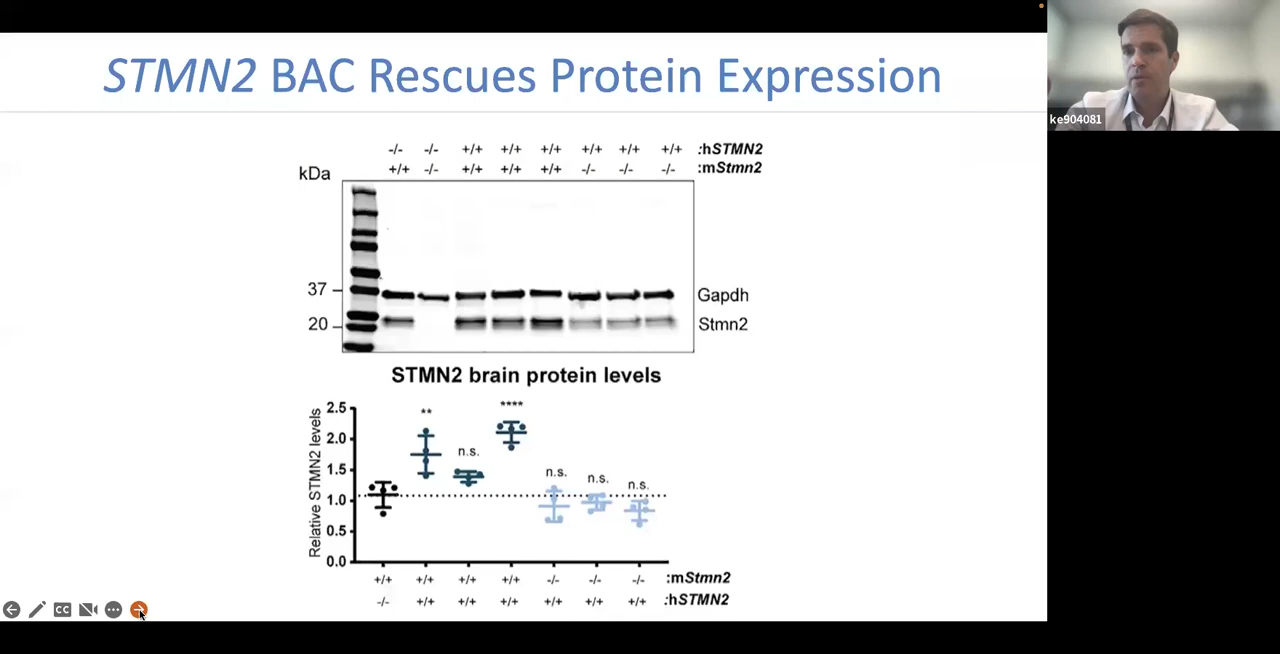 STMN2 BAC Rescues Protein Expression
ke904081
-/- -/- +/+ +/+ +/+ +/+ +/+ +/+ :hSTMN2
+/+ -/- +/+ +/+ +/+ -/- -/- -/- :mStmn2
kDa
37
Gapdh
20
Stmn2
STMN2 brain protein levels
Relative STMN2 levels
2.5
2.0
1.5
1.0
0.5
0.0
** n.s. **** n.s. n.s. n.s.
+/+ +/+ +/+ +/+ -/- -/- -/- :mStmn2
-/- +/+ +/+ +/+ +/+ +/+ +/+ :hSTMN2
CC